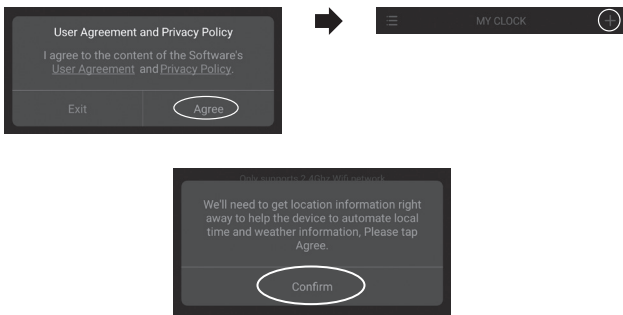 User Agreement and Privacy Policy
I agree to the content of the Software's
User Agreement and Privacy Policy.
Exit
Agree
MY CLOCK
Only supports 2.4Ghz Wifi network
We'll need to get location information right
away to help the device to automate local
time and weather information, Please tap
Agree.
Confirm